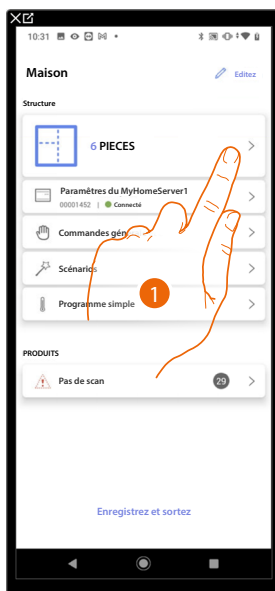 10:31
Maison
Editez
Structure
6 PIECES
Paramètres du MyHomeServer1
00001452 | Connecté
Commandes gén
Scénarios
Programme simple
1
PRODUITS
Pas de scan
29
Enregistrez et sortez